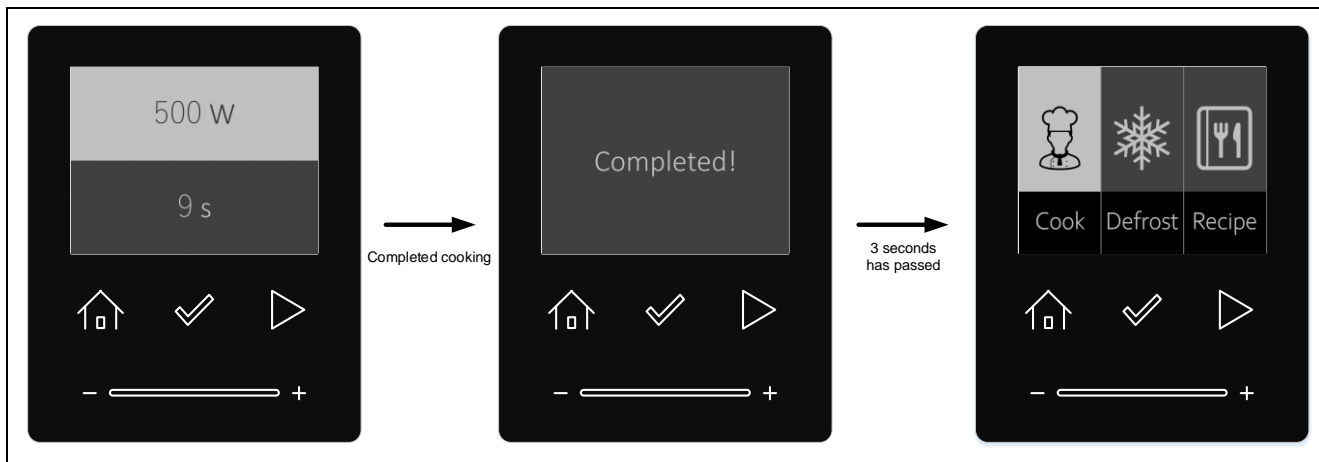 500 W
9 s
− +
Completed cooking
Completed!
− +
3 seconds
has passed
Cook Defrost Recipe
− +